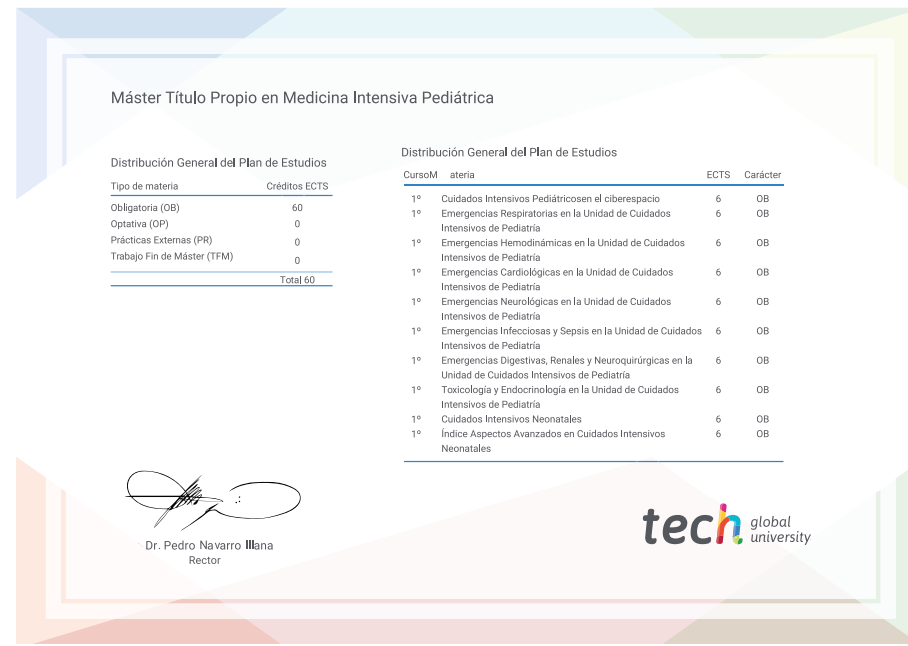 Máster Título Propio en Medicina Intensiva Pediátrica
Distribución General del Plan de Estudios
Tipo de materia Créditos ECTS
Obligatoria (OB) 60
Optativa (OP) 0
Prácticas Externas (PR) 0
Trabajo Fin de Máster (TFM) 0
Total 60
Distribución General del Plan de Estudios
CursoM ateria ECTS Carácter
1º Cuidados Intensivos Pediátricosen el ciberespacio 6 OB
1º Emergencias Respiratorias en la Unidad de Cuidados 6 OB
Intensivos de Pediatría
1º Emergencias Hemodinámicas en la Unidad de Cuidados 6 OB
Intensivos de Pediatría
1º Emergencias Cardiológicas en la Unidad de Cuidados 6 OB
Intensivos de Pediatría
1º Emergencias Neurológicas en la Unidad de Cuidados 6 OB
Intensivos de Pediatría
1º Emergencias Infecciosas y Sepsis en la Unidad de Cuidados 6 OB
Intensivos de Pediatría
1º Emergencias Digestivas, Renales y Neuroquirúrgicas en la 6 OB
Unidad de Cuidados Intensivos de Pediatría
1º Toxicología y Endocrinología en la Unidad de Cuidados 6 OB
Intensivos de Pediatría
1º Cuidados Intensivos Neonatales 6 OB
1º Índice Aspectos Avanzados en Cuidados Intensivos 6 OB
Neonatales
Dr. Pedro Navarro Illana
Rector
tech global
university